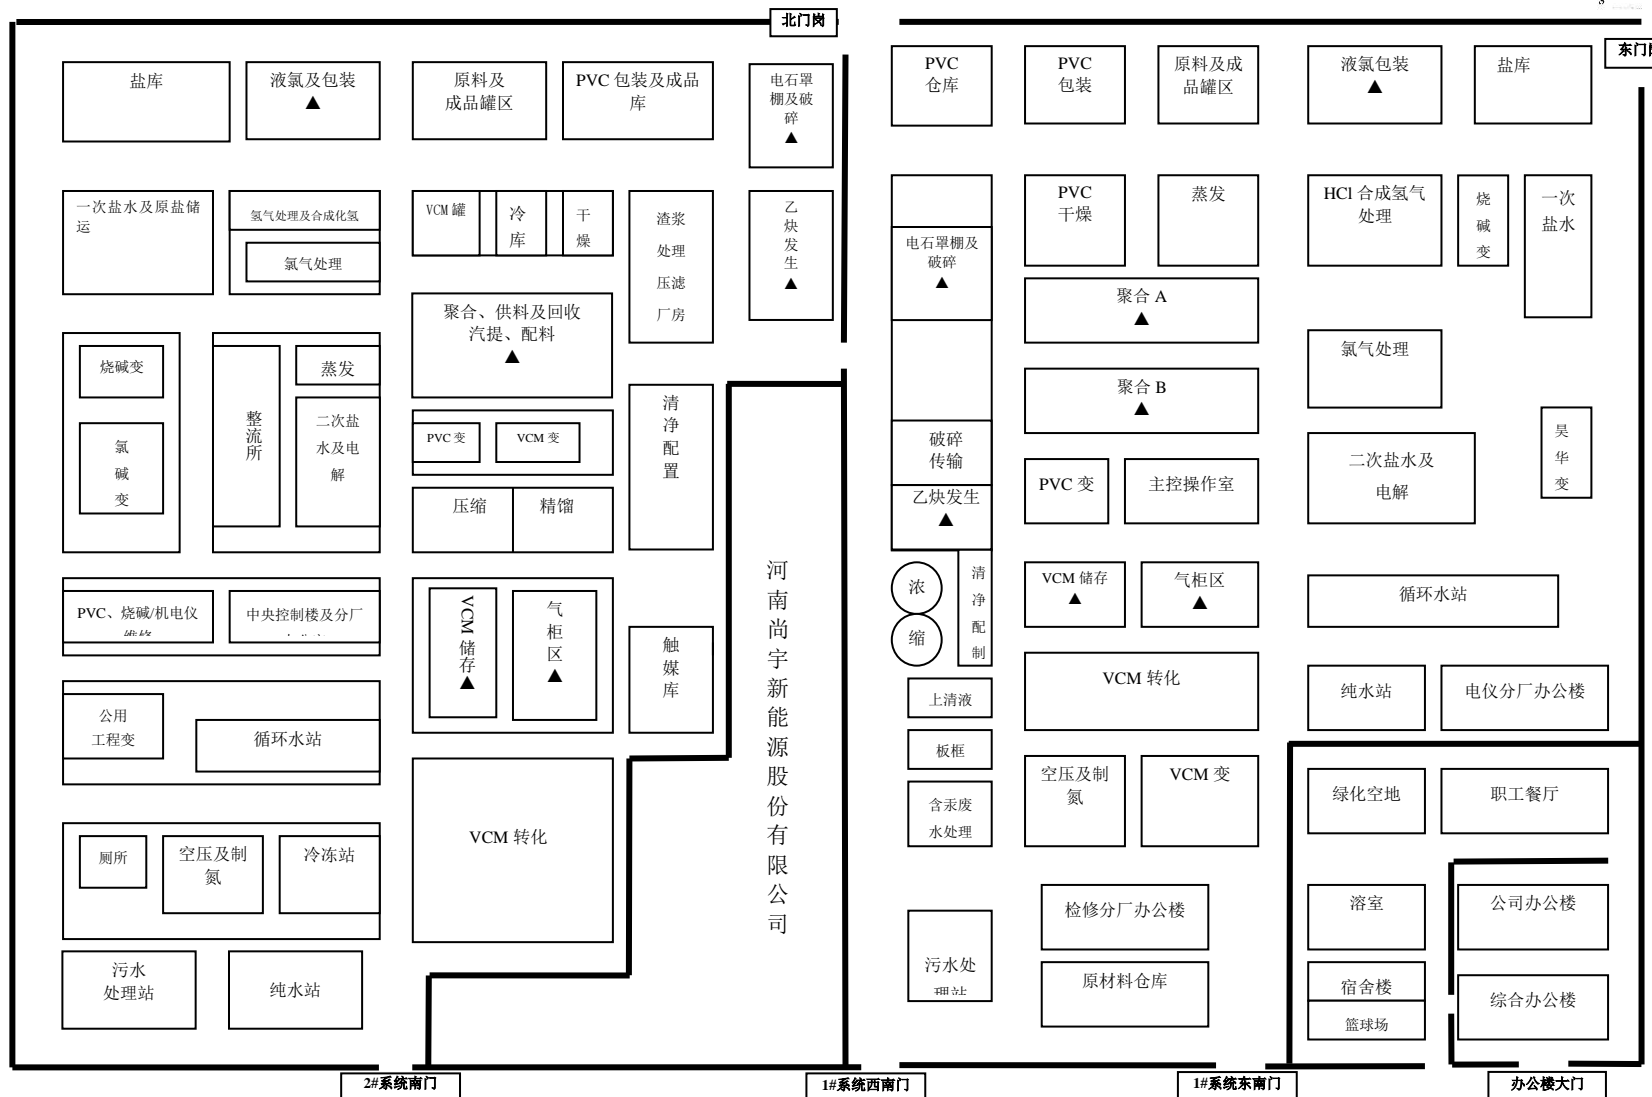 北门岗
东门
盐库
液氯及包装
▲
原料及
成品罐区
PVC 包装及成品
库
电石罩
棚及破
碎
▲
PVC
仓库
PVC
包装
原料及成
品罐区
液氯包装
▲
盐库
一次盐水及原盐储
运
氢气处理及合成化氢
氯气处理
VCM 罐
冷
库
干
燥
渣浆
处理
压滤
厂房
乙
炔
发
生
▲
电石罩棚及
破碎
▲
PVC
干燥
蒸发
HCl 合成氢气
处理
烧
碱
变
一次
盐水
聚合、供料及回收
汽提、配料
▲
聚合 A
▲
聚合 B
▲
氯气处理
烧碱变
氯
碱
变
整
流
所
蒸发
二次盐
水及电
解
PVC 变
VCM 变
清
净
配
置
压缩
精馏
破碎
传输
乙炔发生
▲
PVC 变
主控操作室
二次盐水及
电解
昊
华
变
PVC、烧碱/机电仪
中央控制楼及分厂
VCM 储存
▲
气
柜
区
▲
触
媒
库
河南尚宇新能源股份有限公司
浓
缩
清
净
配
制
VCM 储存
▲
气柜区
▲
循环水站
公用
工程变
循环水站
上清液
板框
含汞废
水处理
VCM 转化
纯水站
电仪分厂办公楼
空压及制
氮
VCM 变
绿化空地
职工餐厅
厕所
空压及制
氮
冷冻站
VCM 转化
检修分厂办公楼
溶室
公司办公楼
污水
处理站
纯水站
污水处
理站
原材料仓库
宿舍楼
篮球场
综合办公楼
2#系统南门
1#系统西南门
1#系统东南门
办公楼大门